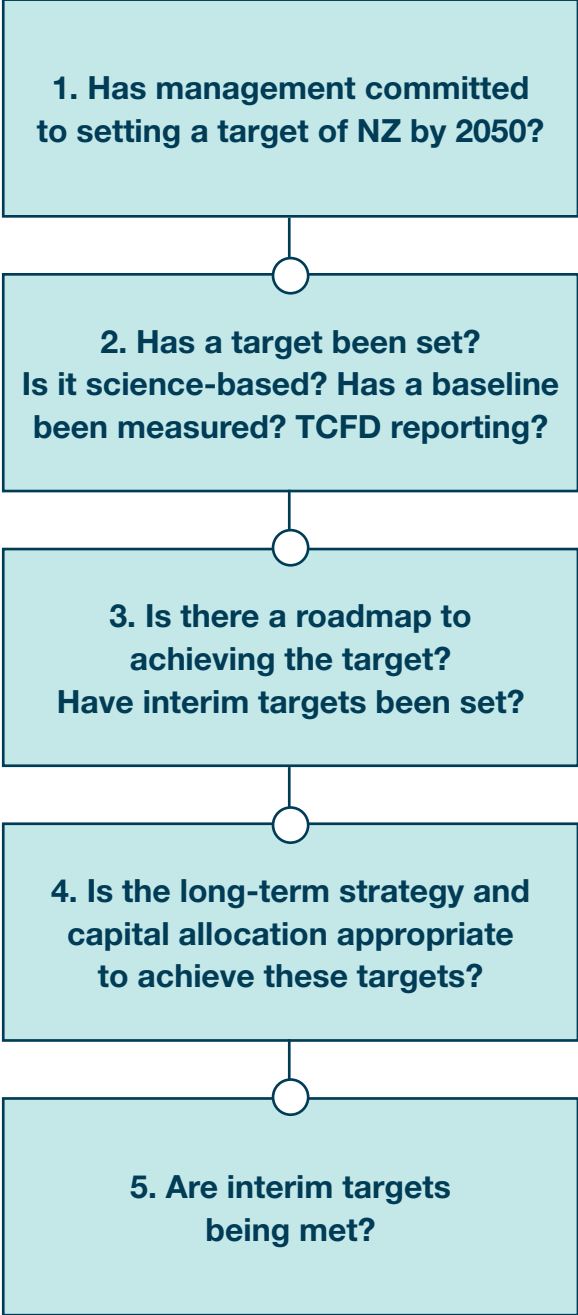 1. Has management committed
to setting a target of NZ by 2050?
2. Has a target been set?
Is it science-based? Has a baseline
been measured? TCFD reporting?
3. Is there a roadmap to
achieving the target?
Have interim targets been set?
4. Is the long-term strategy and
capital allocation appropriate
to achieve these targets?
5. Are interim targets
being met?